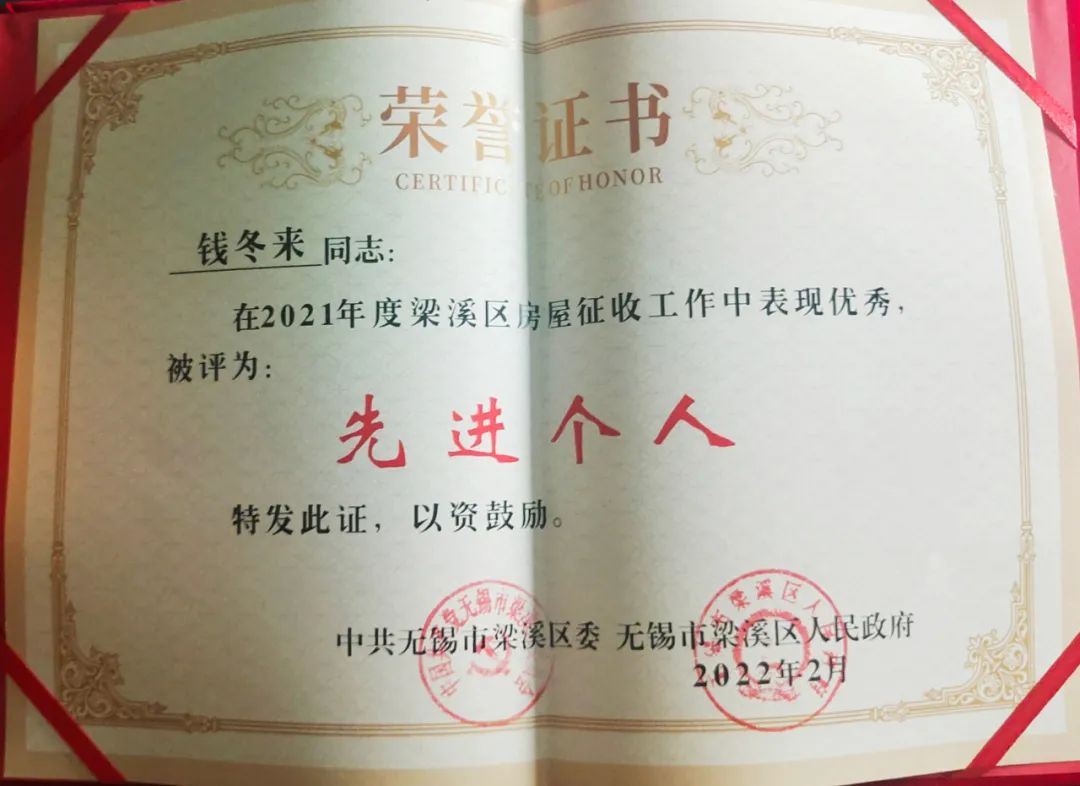 荣誉证书
CERTIFICATE OF HONOR
钱冬来 同志：
在2021年度梁溪区房屋征收工作中表现优秀，
被评为：
先进个人
特发此证，以资鼓励。
中共无锡市梁溪区委 无锡市梁溪区人民政府
2022年2月